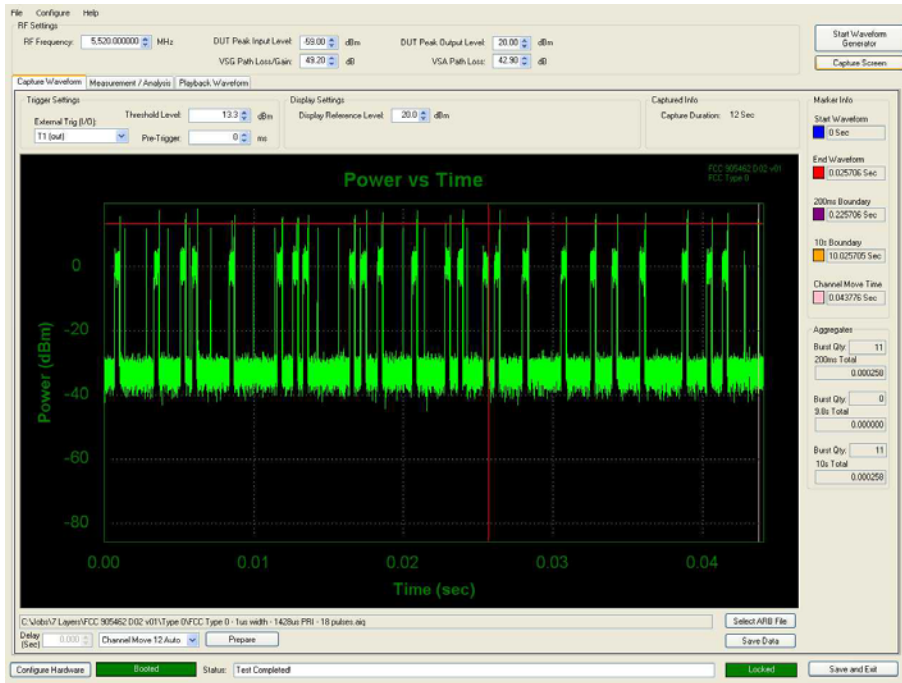 File Configure Help
RF Settings
RF Frequency: 5,520.000000 MHz DUT Peak Input Level: -59.00 dBm DUT Peak Output Level: 20.00 dBm
VSG Path Loss/Gain: 49.20 dB VSA Path Loss: 42.90 dB
Start Waveform Generator
Capture Screen
Capture Waveform Measurement / Analysis Playback Waveform
Trigger Settings
Threshold Level: 13.3 dBm
External Trig (I/O):
T1 (out) Pre-Trigger: 0 ms
Display Settings
Display Reference Level: 20.0 dBm
Captured Info
Capture Duration: 12 Sec
Marker Info
Start Waveform
0 Sec
End Waveform
0.025706 Sec
200ms Boundary
0.225706 Sec
10s Boundary
10.025705 Sec
Channel Move Time
0.043776 Sec
Aggregates
Burst Qty: 11
200ms Total
0.000258
Burst Qty: 0
9.8s Total
0.000000
Burst Qty: 11
10s Total
0.000258
Power vs Time
FCC 905462 D02 v01
FCC Type 0
Power (dBm)
0
-20
-40
-60
-80
0.00 0.01 0.02 0.03 0.04
Time (sec)
C:\Jobs\7 Layers\FCC 905462 D02 v01\Type 0\FCC Type 0 - 1us width - 1428us PRI - 18 pulses.aiq
Select ARB File
Delay (Sec) 0.000 Channel Move 12 Auto Prepare
Save Data
Configure Hardware Booted Status: Test Completed! Locked Save and Exit